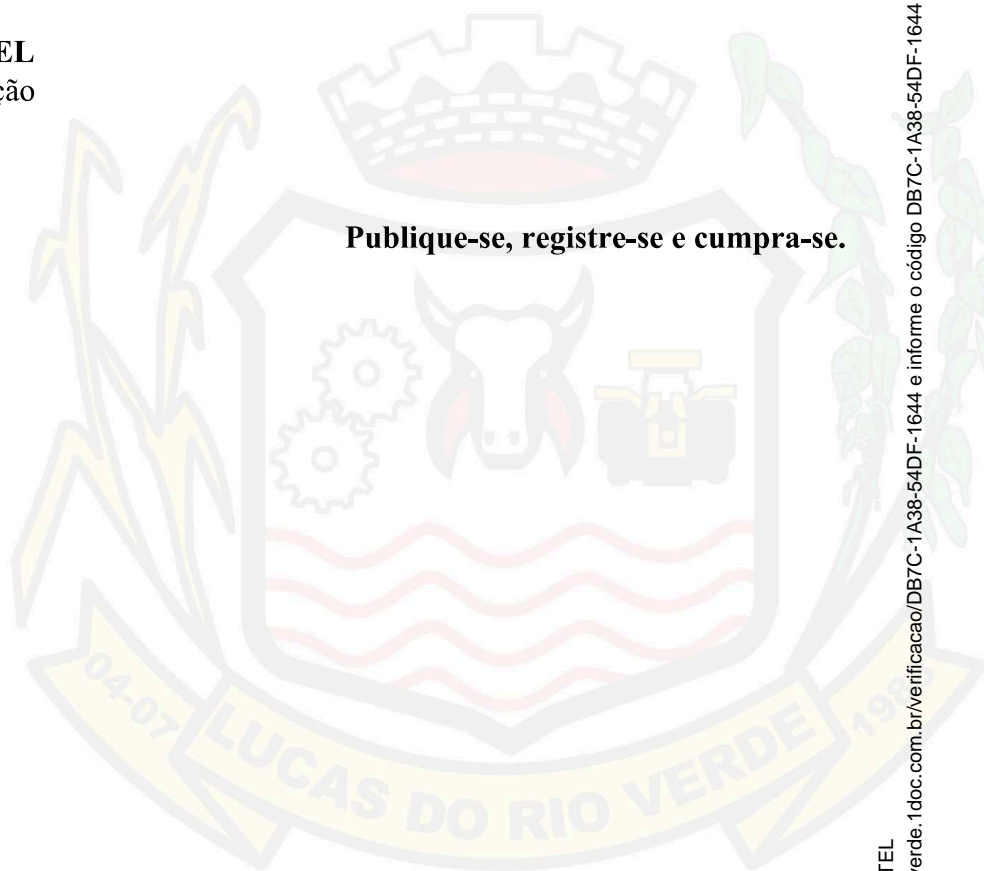 EL
ção
Publique-se, registre-se e cumpra-se.
04-07
LUCAS DO RIO VERDE
TEL
verde.1doc.com.br/verificacao/DB7C-1A38-54DF-1644 e informe o código DB7C-1A38-54DF-1644